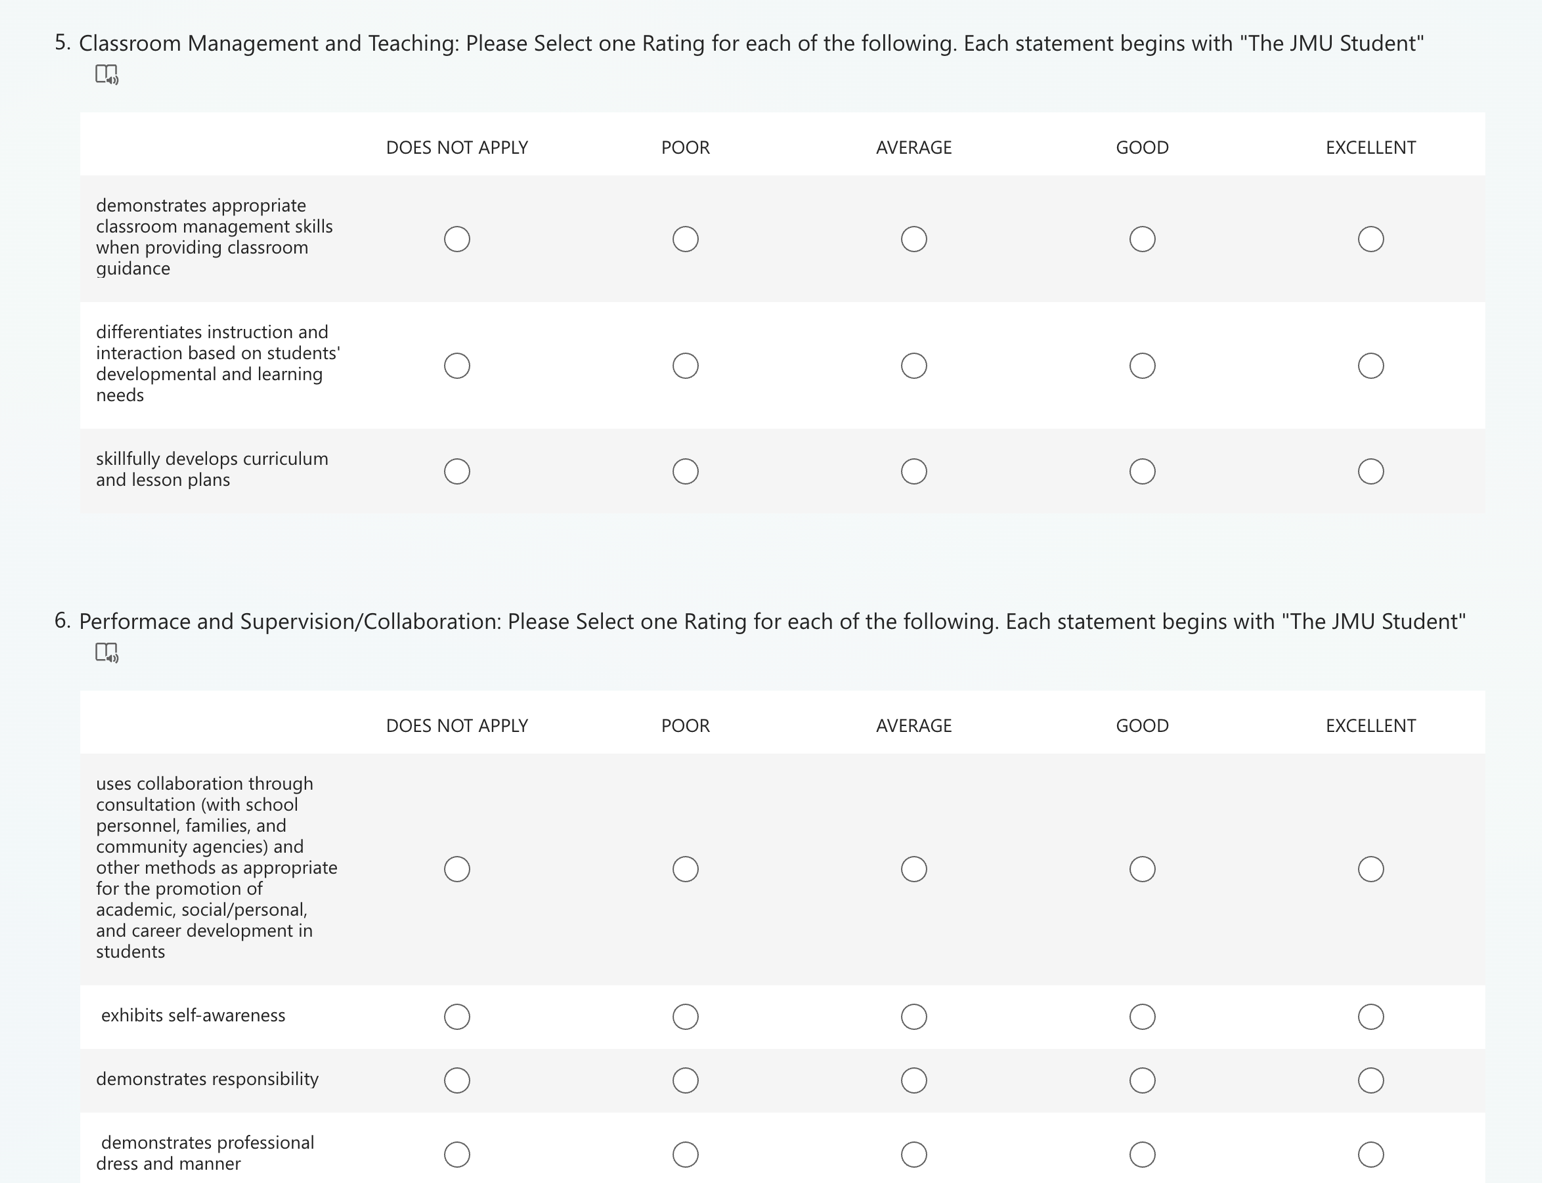 5. Classroom Management and Teaching: Please Select one Rating for each of the following. Each statement begins with "The JMU Student"
DOES NOT APPLY POOR AVERAGE GOOD EXCELLENT
demonstrates appropriate
classroom management skills
when providing classroom
guidance
differentiates instruction and
interaction based on students'
developmental and learning
needs
skillfully develops curriculum
and lesson plans
6. Performace and Supervision/Collaboration: Please Select one Rating for each of the following. Each statement begins with "The JMU Student"
DOES NOT APPLY POOR AVERAGE GOOD EXCELLENT
uses collaboration through
consultation (with school
personnel, families, and
community agencies) and
other methods as appropriate
for the promotion of
academic, social/personal,
and career development in
students
exhibits self-awareness
demonstrates responsibility
demonstrates professional
dress and manner